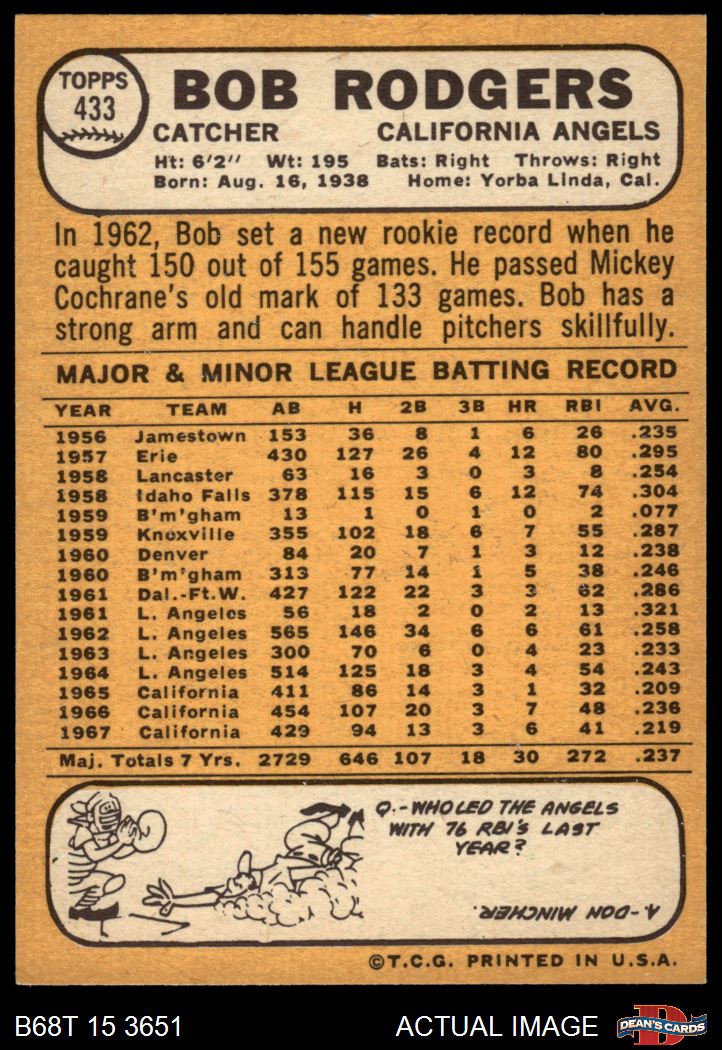 TOPPS
433
BOB RODGERS
CATCHER CALIFORNIA ANGELS
Ht: 6'2" Wt: 195 Bats: Right Throws: Right
Born: Aug. 16, 1938 Home: Yorba Linda, Cal.
In 1962, Bob set a new rookie record when he
caught 150 out of 155 games. He passed Mickey
Cochrane's old mark of 133 games. Bob has a
strong arm and can handle pitchers skillfully.
MAJOR & MINOR LEAGUE BATTING RECORD
YEAR TEAM AB H 2B 3B HR RBI AVG.
1956 Jamestown 153 36 8 1 6 26 .235
1957 Erie 430 127 26 4 12 80 .295
1958 Lancaster 63 16 3 0 3 8 .254
1958 Idaho Falls 378 115 15 6 12 74 .304
1959 B'm'gham 13 1 0 1 0 2 .077
1959 Knoxville 355 102 18 6 7 55 .287
1960 Denver 84 20 7 1 3 12 .238
1960 B'm'gham 313 77 14 1 5 38 .246
1961 Dal.-Ft.W. 427 122 22 3 3 62 .286
1961 L. Angeles 56 18 2 0 2 13 .321
1962 L. Angeles 565 146 34 6 6 61 .258
1963 L. Angeles 300 70 6 0 4 23 .233
1964 L. Angeles 514 125 18 3 4 54 .243
1965 California 411 86 14 3 1 32 .209
1966 California 454 107 20 3 7 48 .236
1967 California 429 94 13 3 6 41 .219
Maj. Totals 7 Yrs. 2729 646 107 18 30 272 .237
Q.-WHO LED THE ANGELS
WITH 76 RBI'S LAST
YEAR?
A-DON MINCHER.
©T.C.G. PRINTED IN U.S.A.
B68T 15 3651 ACTUAL IMAGE
D
DEAN'S CARDS